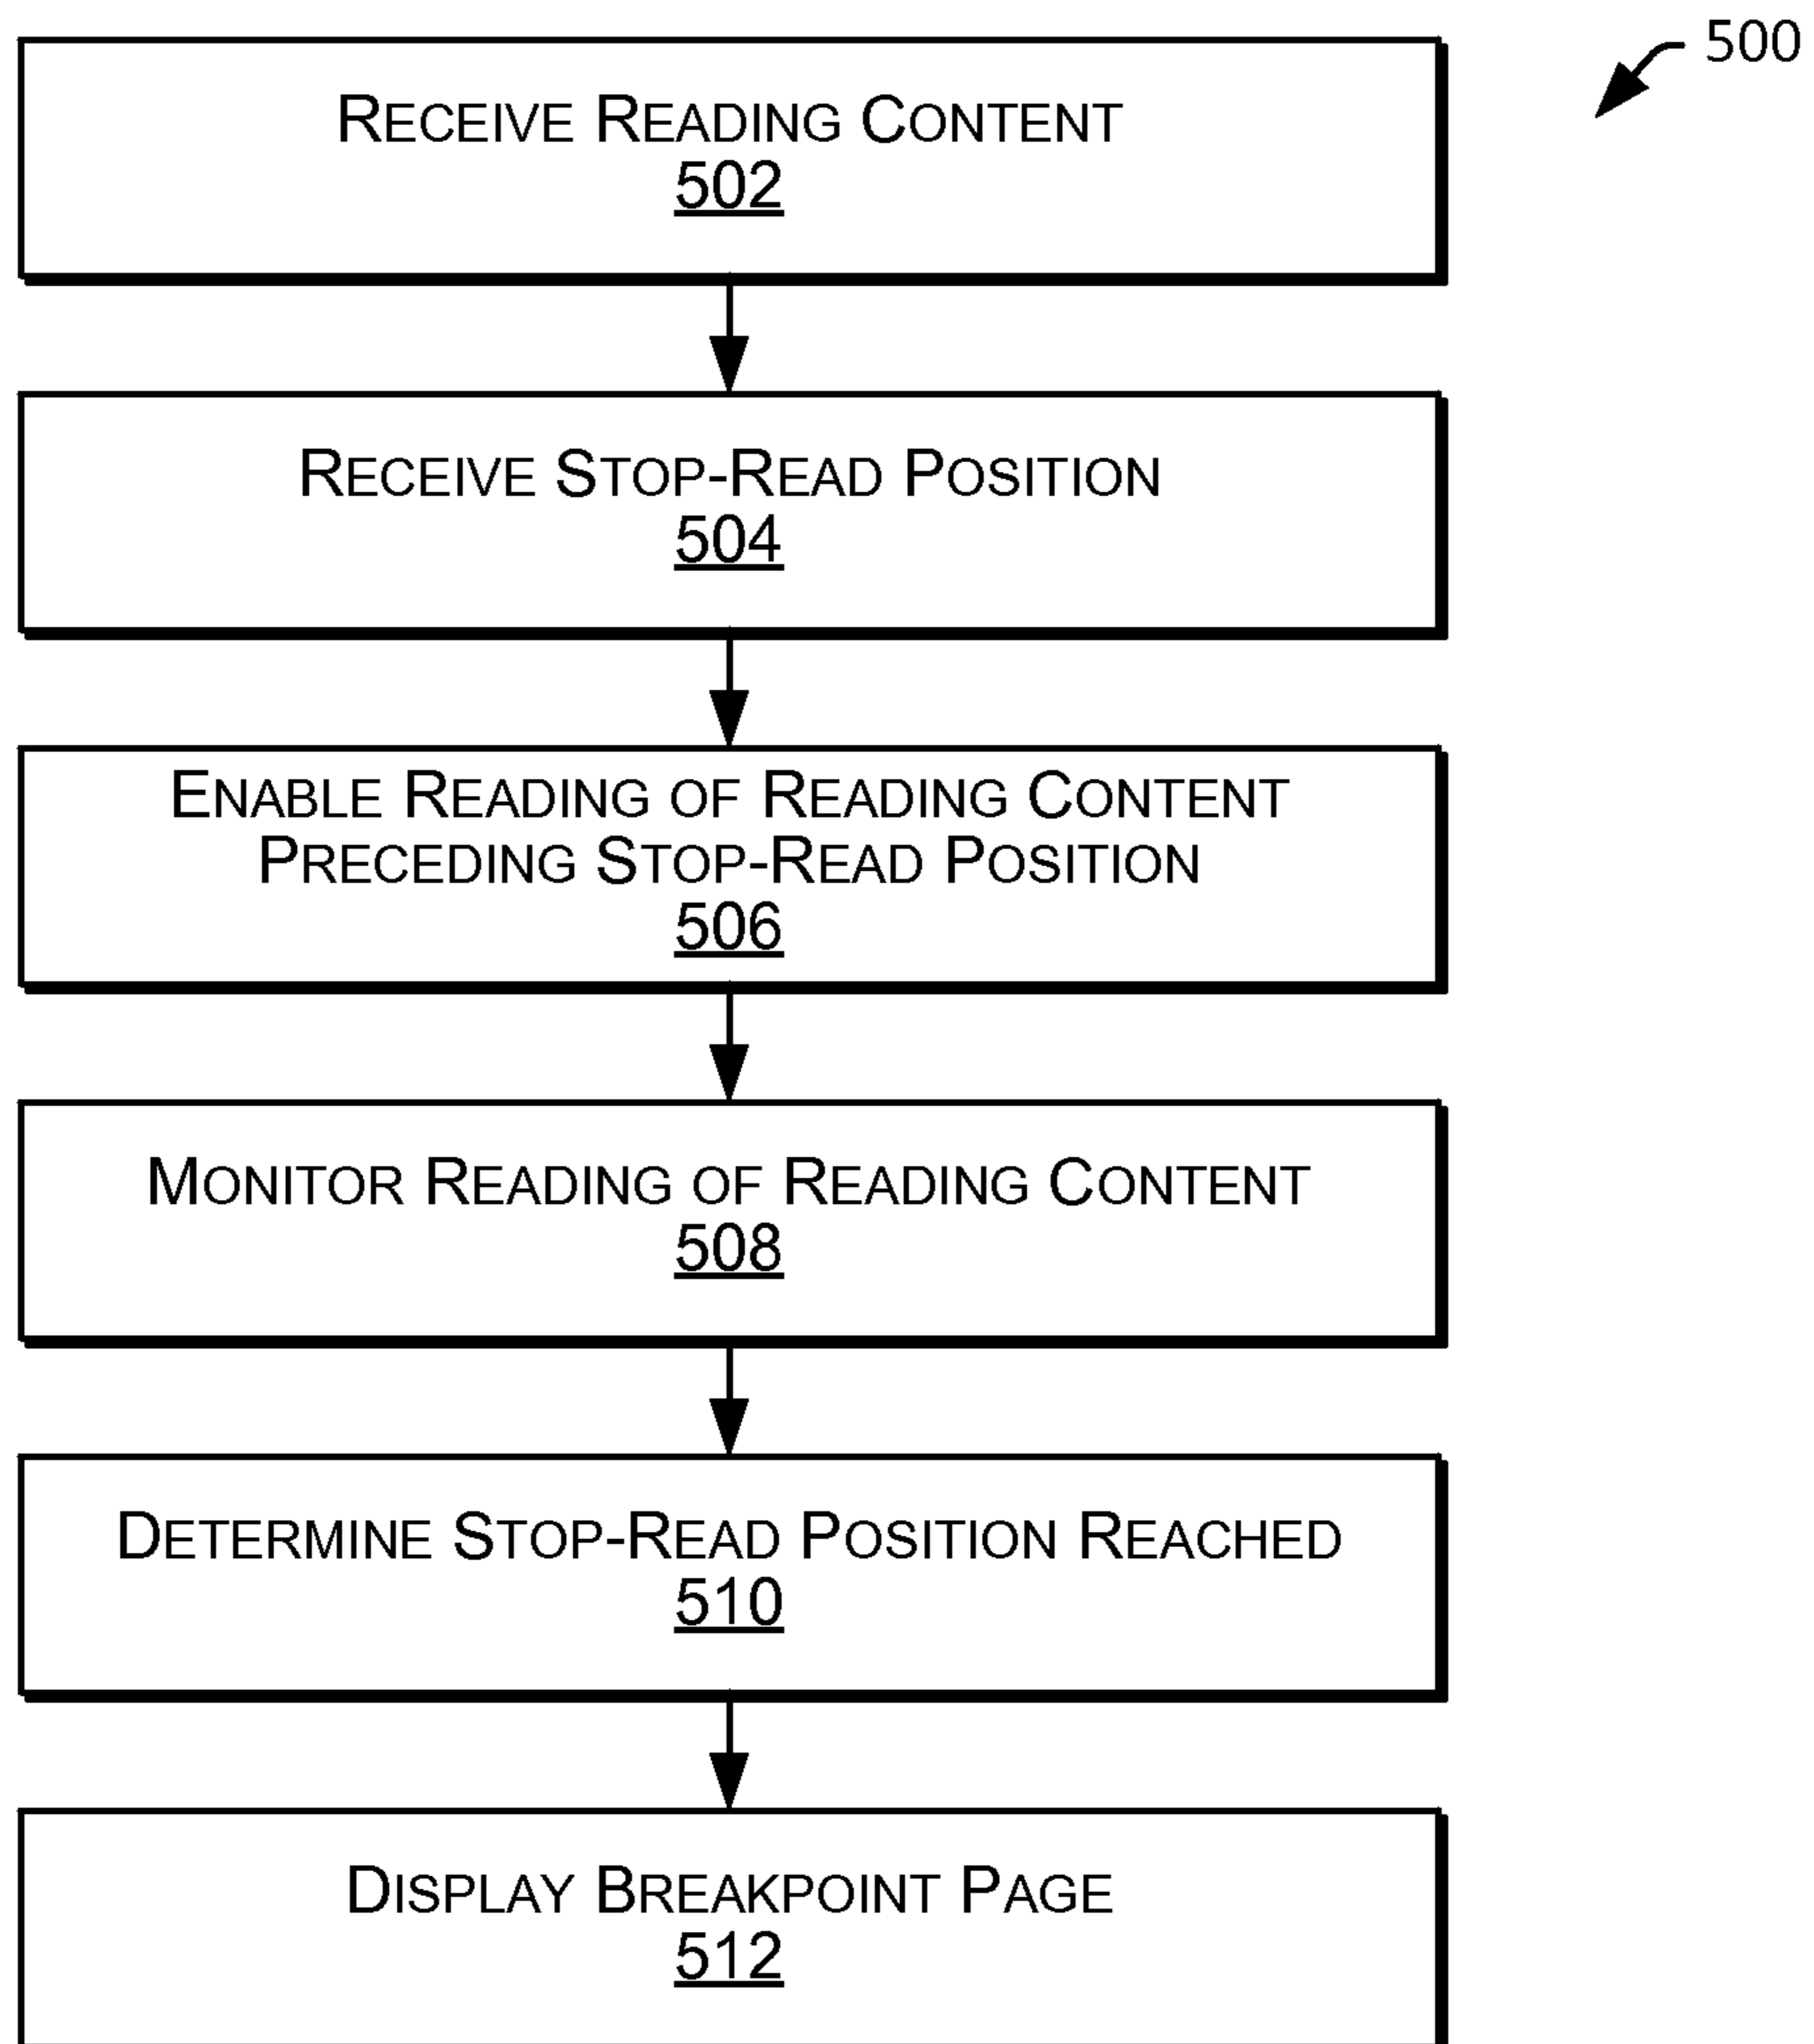 500
RECEIVE READING CONTENT
502
RECEIVE STOP-READ POSITION
504
ENABLE READING OF READING CONTENT
PRECEDING STOP-READ POSITION
506
MONITOR READING OF READING CONTENT
508
DETERMINE STOP-READ POSITION REACHED
510
DISPLAY BREAKPOINT PAGE
512